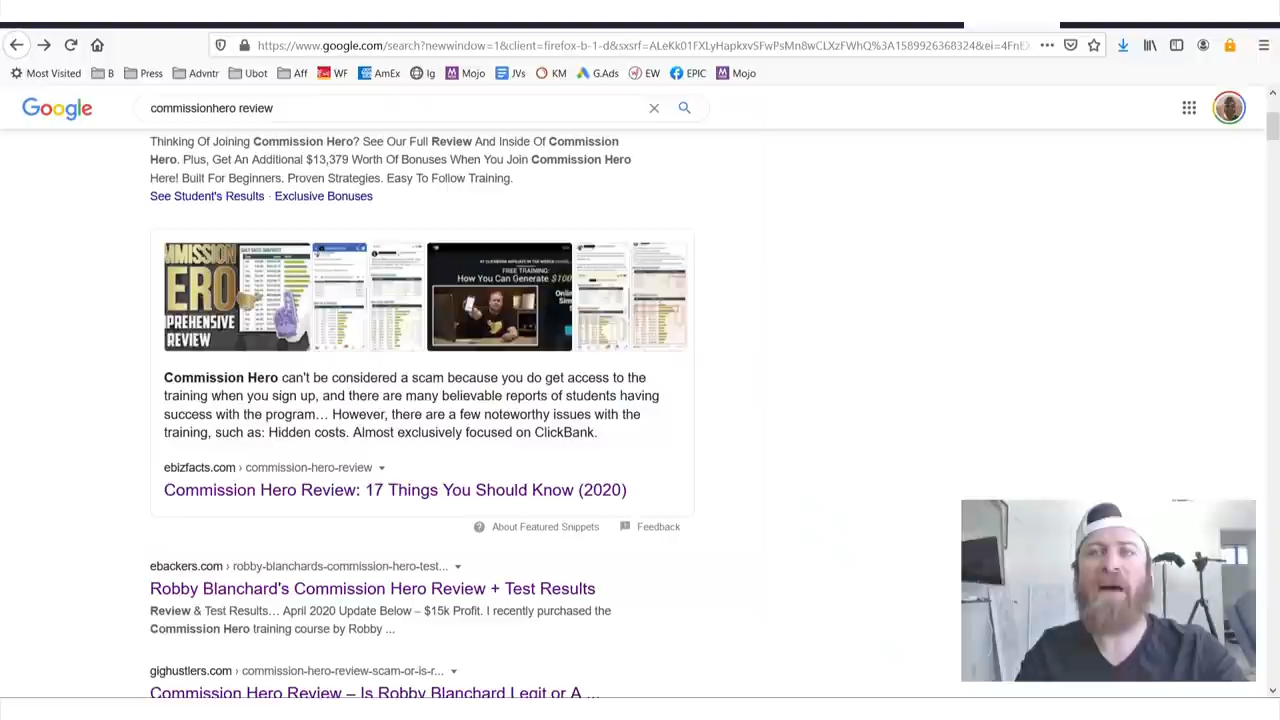 https://www.google.com/search?newwindow=1&client=firefox-b-1-d&sxsrf=ALeKk01FXLyHapkxvSFwPsMn8wCLXzFWhQ%3A1589926368324&ei=4FnE
Most Visited B Press Advntr Ubot Aff WF AmEx Ig Mojo JVs KM G.Ads EW EPIC Mojo
Google
commissionhero review
Thinking Of Joining Commission Hero? See Our Full Review And Inside Of Commission
Hero. Plus, Get An Additional $13,379 Worth Of Bonuses When You Join Commission Hero
Here! Built For Beginners. Proven Strategies. Easy To Follow Training.
See Student's Results · Exclusive Bonuses
MMISSION
ERO
PREHENSIVE
REVIEW
FREE TRAINING:
How You Can Generate $100
Commission Hero can't be considered a scam because you do get access to the
training when you sign up, and there are many believable reports of students having
success with the program… However, there are a few noteworthy issues with the
training, such as: Hidden costs. Almost exclusively focused on ClickBank.
ebizfacts.com › commission-hero-review
Commission Hero Review: 17 Things You Should Know (2020)
About Featured Snippets Feedback
ebackers.com › robby-blanchards-commission-hero-test...
Robby Blanchard's Commission Hero Review + Test Results
Review & Test Results… April 2020 Update Below – $15k Profit. I recently purchased the
Commission Hero training course by Robby ...
gighustlers.com › commission-hero-review-scam-or-is-r...
Commission Hero Review – Is Robby Blanchard Legit or A ...